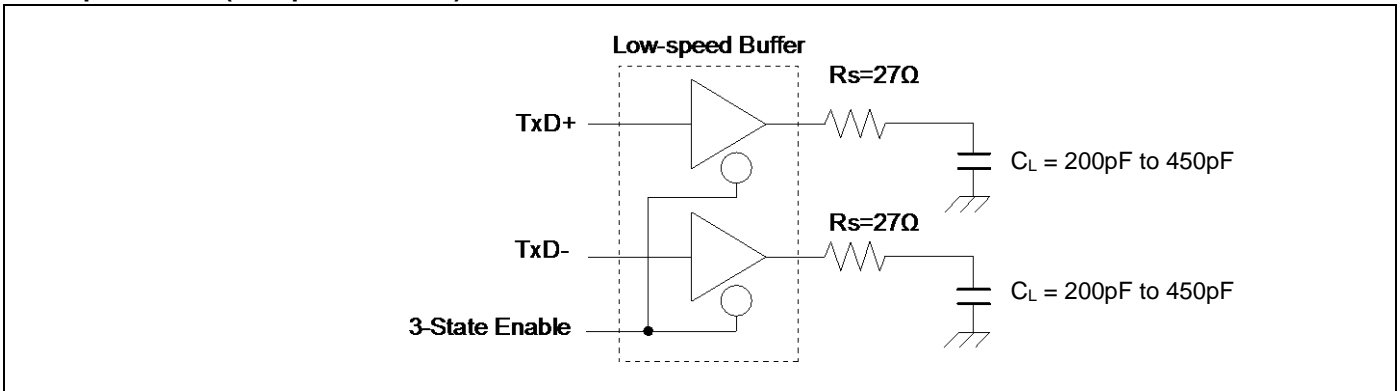 Low-speed Buffer
Rs=27Ω
TxD+
CL = 200pF to 450pF
Rs=27Ω
TxD-
CL = 200pF to 450pF
3-State Enable